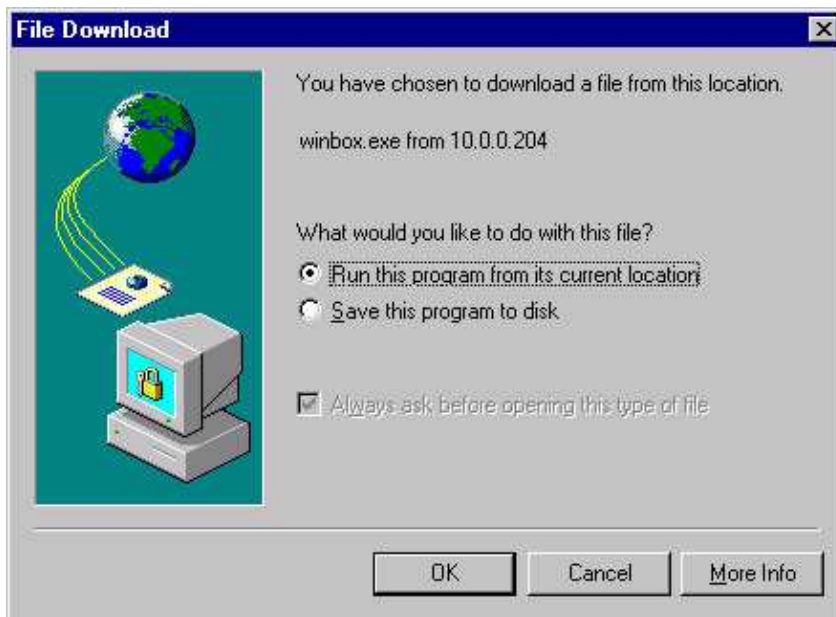 File Download
You have chosen to download a file from this location.
winbox.exe from 10.0.0.204
What would you like to do with this file?
Run this program from its current location
Save this program to disk
Always ask before opening this type of file
OK
Cancel
More Info